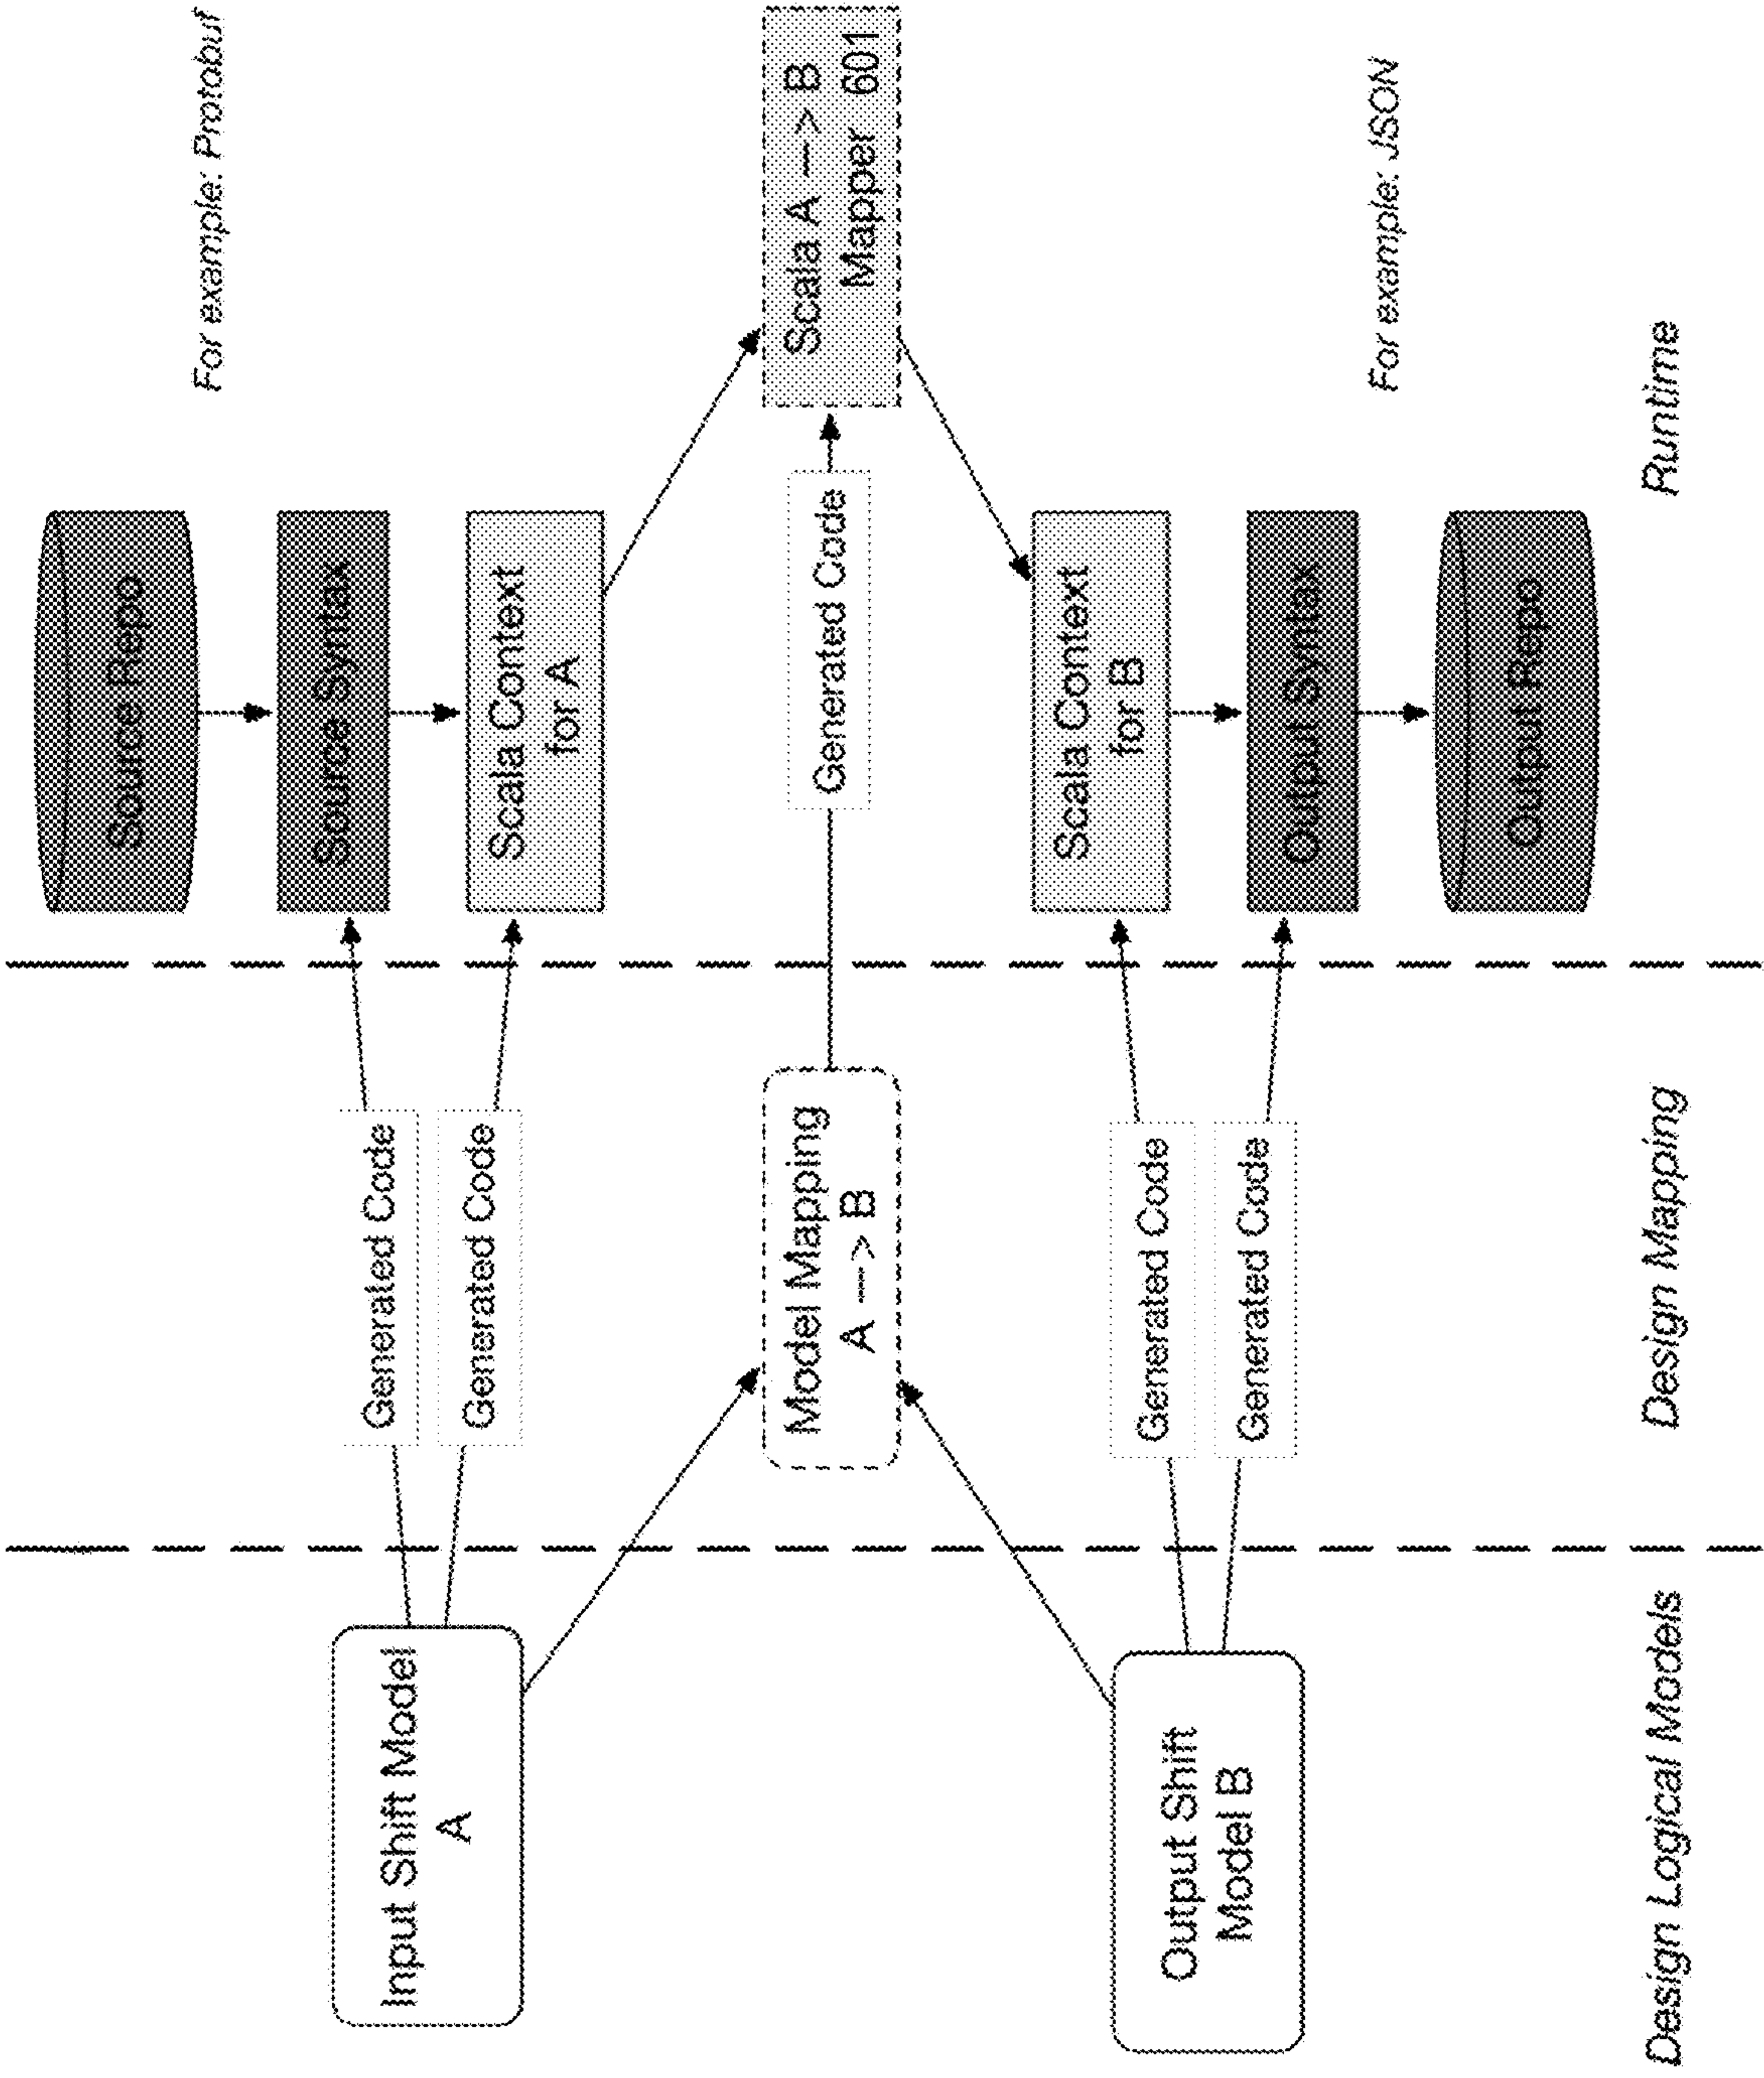 Source Repo
For example: Protobuf
Source Syntax
Generated Code
Input Shift Model
A
Generated Code
Scala Context
for A
Model Mapping
A --> B
Generated Code
Scala A --> B
Mapper 601
Scala Context
for B
Generated Code
Output Shift
Model B
Generated Code
Output Syntax
For example: JSON
Output Repo
Design Logical Models
Design Mapping
Runtime